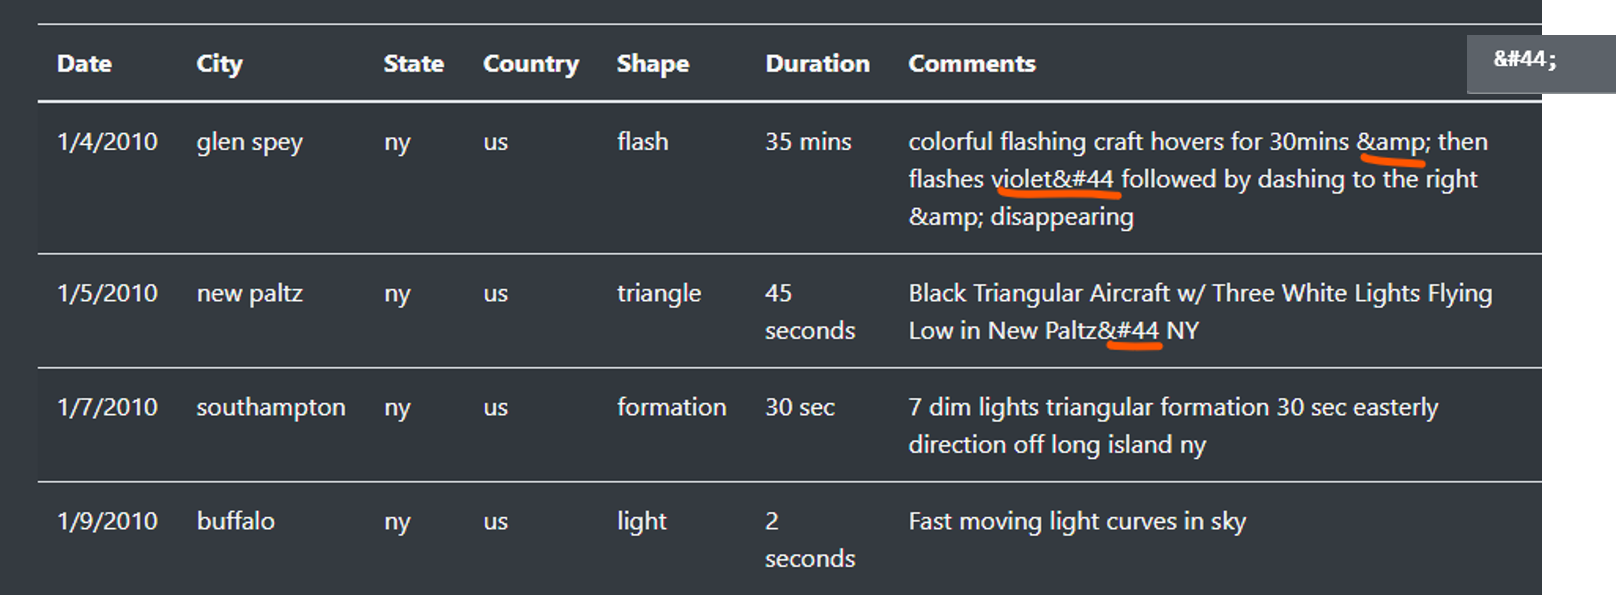 Date City State Country Shape Duration Comments
&#44;
1/4/2010 glen spey ny us flash 35 mins colorful flashing craft hovers for 30mins &amp; then
flashes violet&#44 followed by dashing to the right
&amp; disappearing
1/5/2010 new paltz ny us triangle 45 Black Triangular Aircraft w/ Three White Lights Flying
seconds Low in New Paltz&#44 NY
1/7/2010 southampton ny us formation 30 sec 7 dim lights triangular formation 30 sec easterly
direction off long island ny
1/9/2010 buffalo ny us light 2 Fast moving light curves in sky
seconds